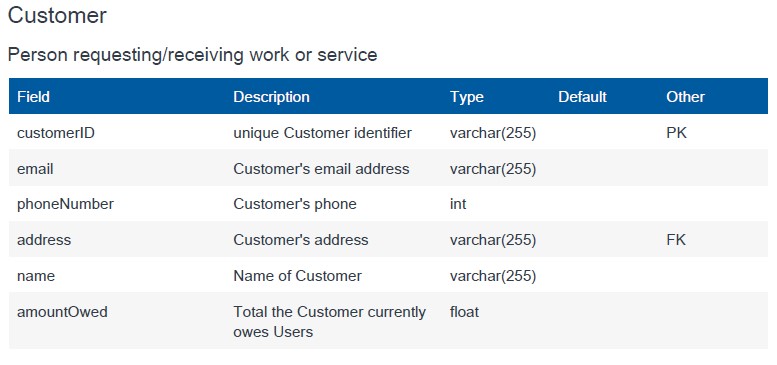 Customer
Person requesting/receiving work or service
Field Description Type Default Other
customerID unique Customer identifier varchar(255) PK
email Customer's email address varchar(255)
phoneNumber Customer's phone int
address Customer's address varchar(255) FK
name Name of Customer varchar(255)
amountOwed Total the Customer currently float
owes Users